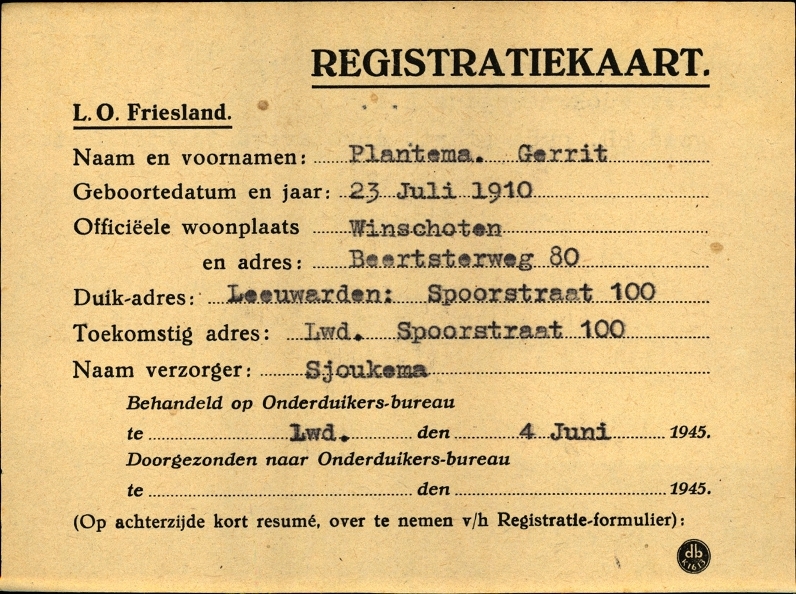 REGISTRATIEKAART.
L. O. Friesland.
Naam en voornamen: Plantema. Gerrit
Geboortedatum en jaar: 23 Juli 1910
Officiëele woonplaats Winschoten
en adres: Beertsterweg 80
Duik-adres: Leeuwarden: Spoorstraat 100
Toekomstig adres: Lwd. Spoorstraat 100
Naam verzorger: Sjoukema
Behandeld op Onderduikers-bureau
te lwd. den 4 Juni 1945.
Doorgezonden naar Onderduikers-bureau
te den 1945.
(Op achterzijde kort resumé, over te nemen v/h Registratie-formulier):
db
K 1613